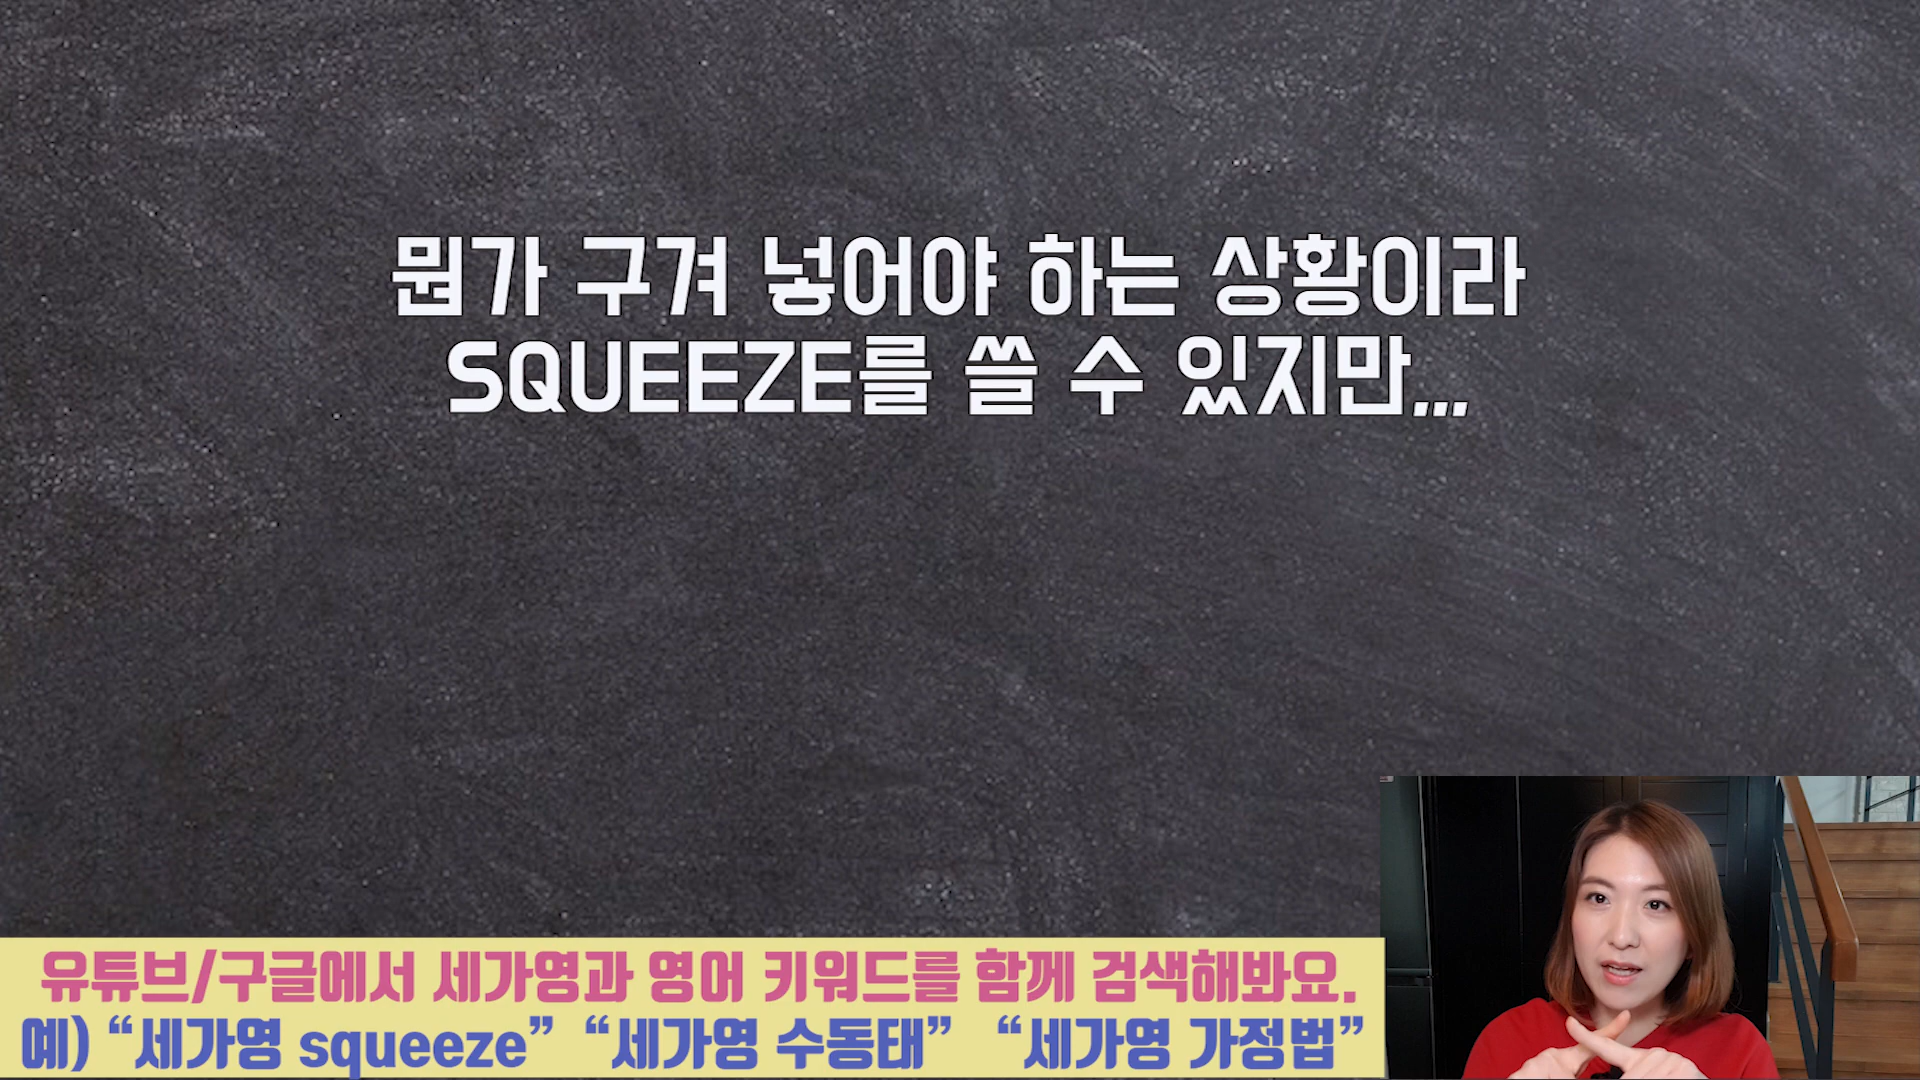 뭔가 구겨 넣어야 하는 상황이라
SQUEEZE를 쓸 수 있지만...
유튜브/구글에서 세가영과 영어 키워드를 함께 검색해봐요.
예) “세가영 squeeze” “세가영 수동태” “세가영 가정법”